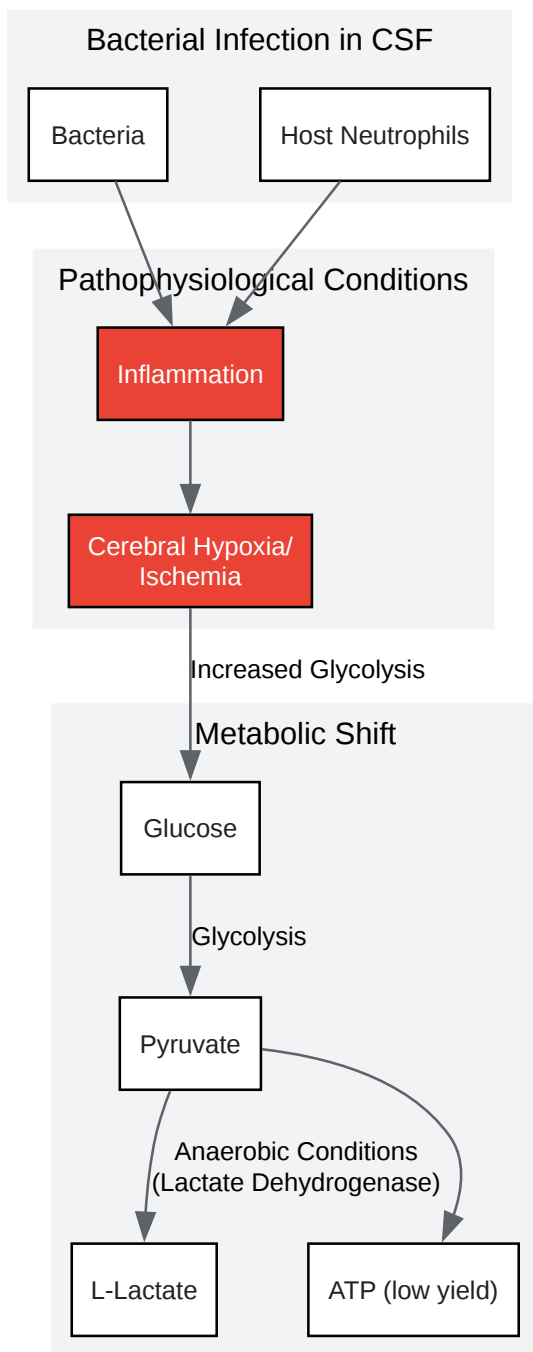 Bacterial Infection in CSF
Bacteria
Host Neutrophils
Pathophysiological Conditions
Inflammation
Cerebral Hypoxia/
Ischemia
Increased Glycolysis
Metabolic Shift
Glucose
Glycolysis
Pyruvate
Anaerobic Conditions
(Lactate Dehydrogenase)
L-Lactate
ATP (low yield)